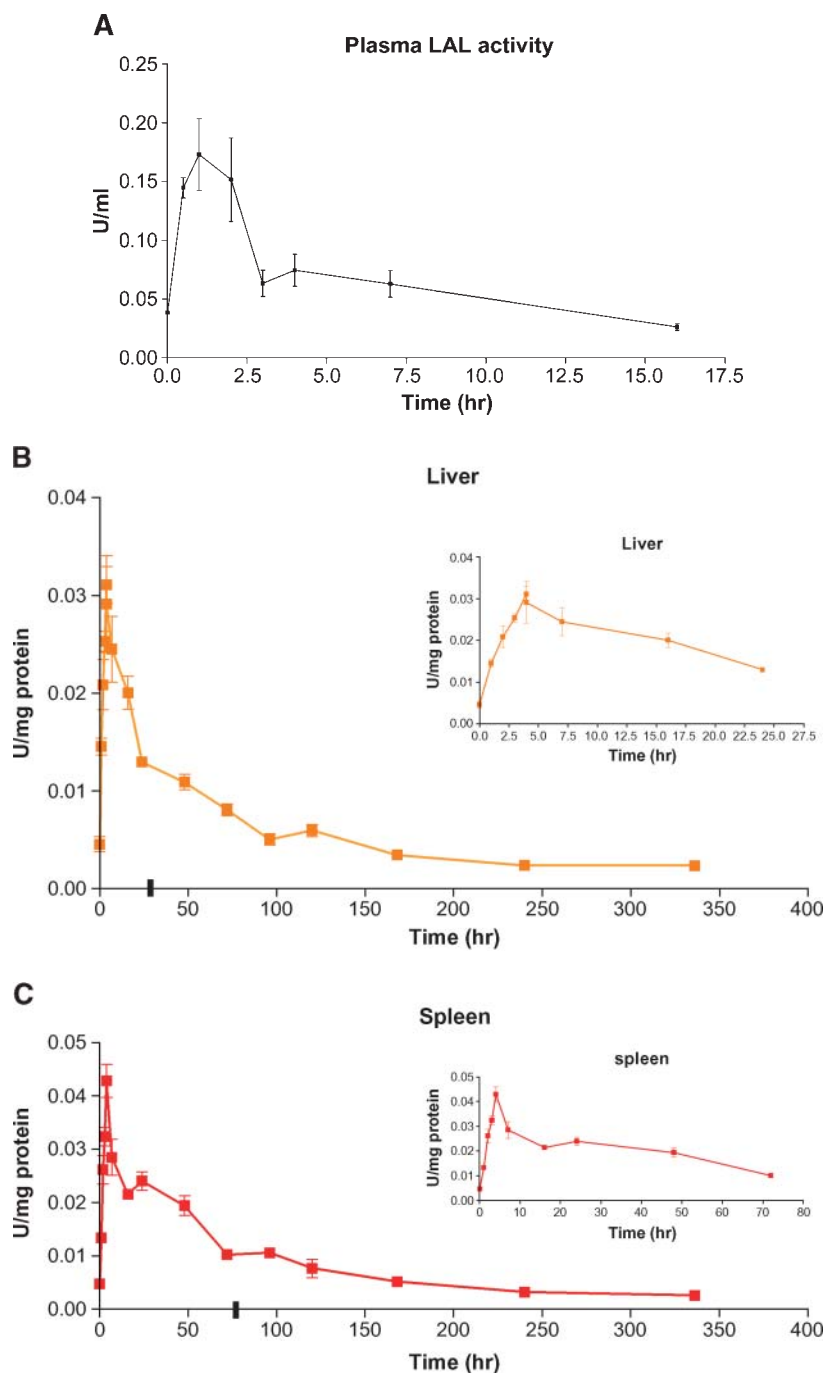 A
Plasma LAL activity
0.25
0.20
0.15
0.10
0.05
0.00
U/ml
0.0 2.5 5.0 7.5 10.0 12.5 15.0 17.5
Time (hr)
B
Liver
0.04
0.03
0.02
0.01
0.00
U/mg protein
0 50 100 150 200 250 300 350 400
Time (hr)
Liver
0.04
0.03
0.02
0.01
0.00
U/mg protein
0.0 2.5 5.0 7.5 10.0 12.5 15.0 17.5 20.0 22.5 25.0 27.5
Time (hr)
C
Spleen
0.05
0.04
0.03
0.02
0.01
0.00
U/mg protein
0 50 100 150 200 250 300 350 400
Time (hr)
spleen
0.05
0.04
0.03
0.02
0.01
0.00
U/mg protein
0 10 20 30 40 50 60 70 80
Time (hr)